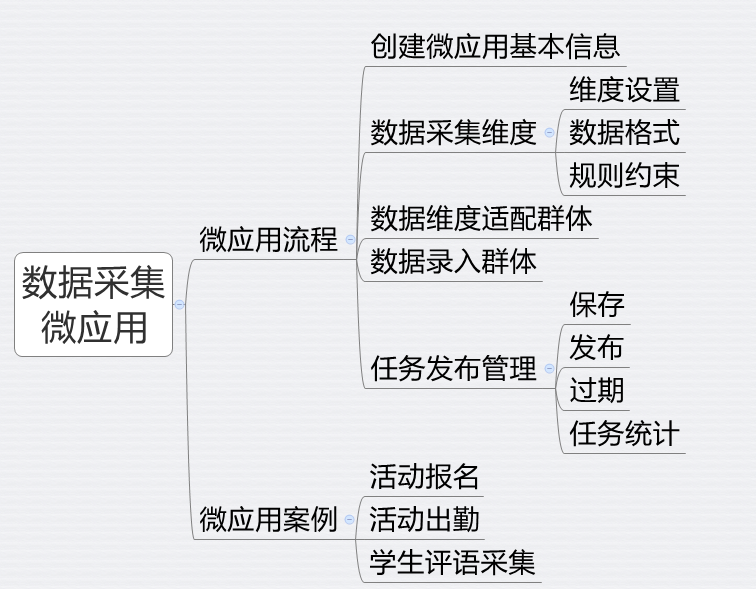 数据采集
微应用
微应用流程
创建微应用基本信息
数据采集维度
维度设置
数据格式
规则约束
数据维度适配群体
数据录入群体
任务发布管理
保存
发布
过期
任务统计
微应用案例
活动报名
活动出勤
学生评语采集